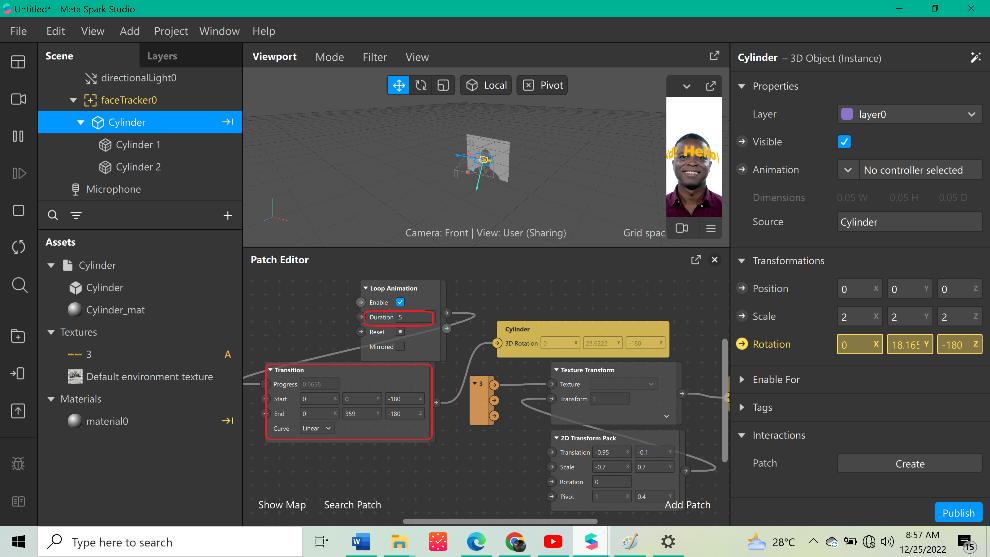 Untitled* - Meta Spark Studio
File Edit View Add Project Window Help
Scene Layers
directionalLight0
faceTracker0
Cylinder
Cylinder 1
Cylinder 2
Microphone
Assets
Cylinder
Cylinder
Cylinder_mat
Textures
3 A
Default environment texture
Materials
material0
Viewport Mode Filter View
Local Pivot
Hello
Camera: Front | View: User (Sharing) Grid spac
Patch Editor
Loop Animation
Enable
Duration 5
Reset
Mirrored
Transition
Progress 0.0635
Start 0 X 0 Y -180 Z
End 0 X 359 Y -180 Z
Curve Linear
Cylinder
3D Rotation 0 X 22.6222 Y -180 Z
3
Texture Transform
Texture
Transform 1
2D Transform Pack
Translation -0.95 X -0.1 Y
Scale -0.7 X 0.7 Y
Rotation 0
Pivot 1 X 0.4 Y
Show Map Search Patch Add Patch
Cylinder – 3D Object (Instance)
Properties
Layer layer0
Visible
Animation No controller selected
Dimensions 0.05 W 0.05 H 0.05 D
Source Cylinder
Transformations
Position 0 X 0 Y 0 Z
Scale 2 X 2 Y 2 Z
Rotation 0 X 18.165 Y -180 Z
Enable For
Tags
Interactions
Patch Create
Publish
Type here to search
28°C
8:57 AM
12/25/2022
15